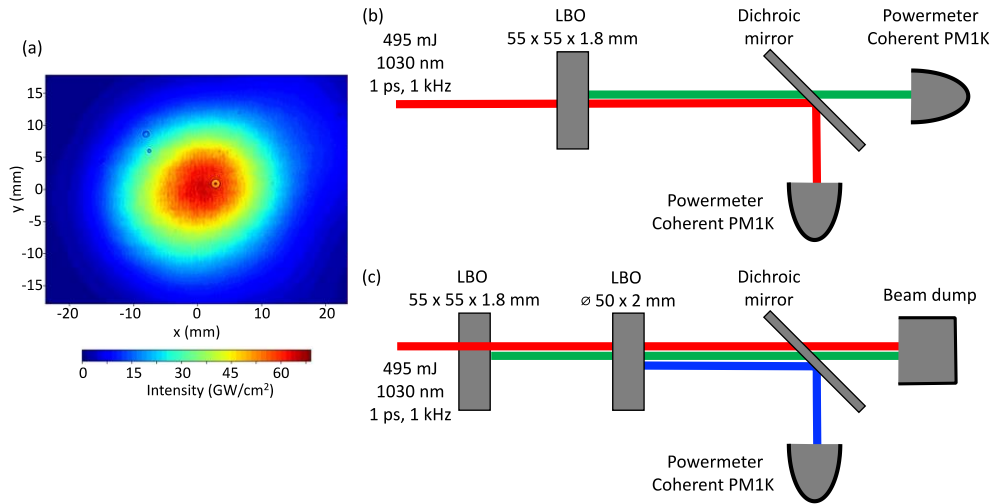 (a)
15
10
5
0
-5
-10
-15
y (mm)
-20
-10
0
10
20
x (mm)
0
15
30
45
60
Intensity (GW/cm²)
(b)
495 mJ
1030 nm
1 ps, 1 kHz
LBO
55 x 55 x 1.8 mm
Dichroic
mirror
Powermeter
Coherent PM1K
Powermeter
Coherent PM1K
(c)
LBO
55 x 55 x 1.8 mm
LBO
⌀ 50 x 2 mm
Dichroic
mirror
Beam dump
495 mJ
1030 nm
1 ps, 1 kHz
Powermeter
Coherent PM1K